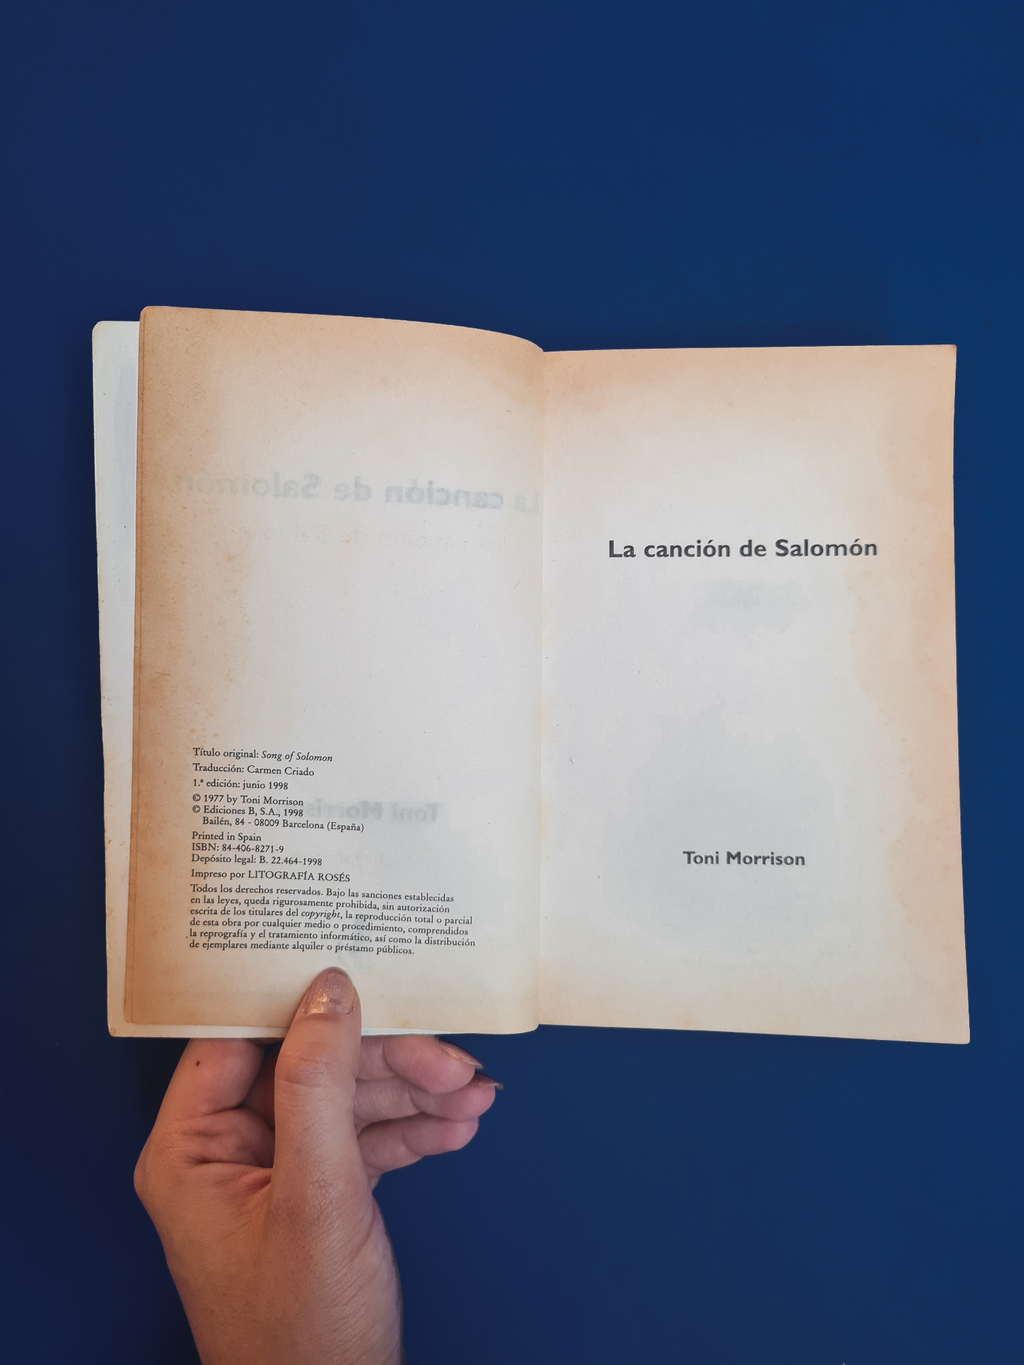 Título original: Song of Solomon
Traducción: Carmen Criado
1.ª edición: junio 1998
© 1977 by Toni Morrison
© Ediciones B, S.A., 1998
Bailén, 84 - 08009 Barcelona (España)
Printed in Spain
ISBN: 84-406-8271-9
Depósito legal: B. 22.464-1998
Impreso por LITOGRAFÍA ROSÉS
Todos los derechos reservados. Bajo las sanciones establecidas
en las leyes, queda rigurosamente prohibida, sin autorización
escrita de los titulares del copyright, la reproducción total o parcial
de esta obra por cualquier medio o procedimiento, comprendidos
la reprografía y el tratamiento informático, así como la distribución
de ejemplares mediante alquiler o préstamo públicos.
La canción de Salomón
Toni Morrison